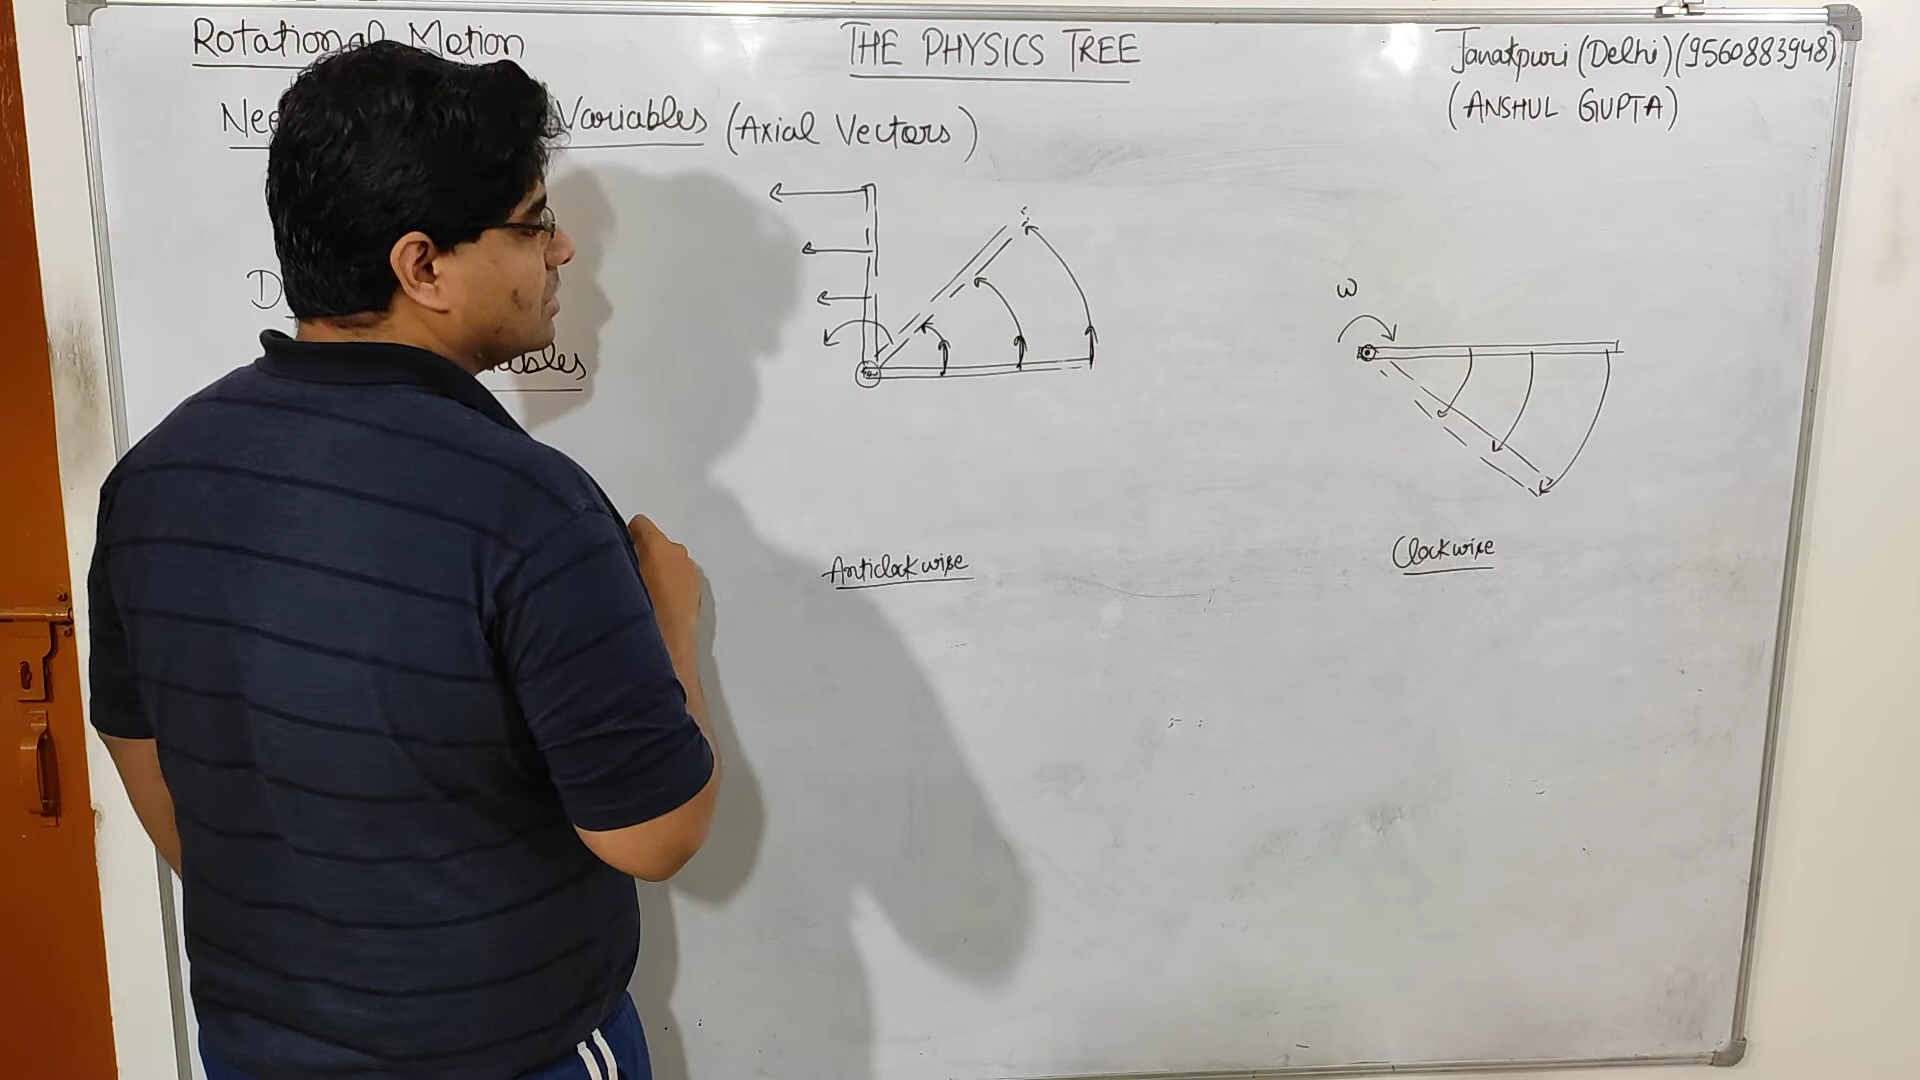 Rotational Motion
THE PHYSICS TREE
Janakpuri (Delhi) (9560883948)
(ANSHUL GUPTA)
Variables (Axial Vectors)
ω
Clockwise
Anticlockwise